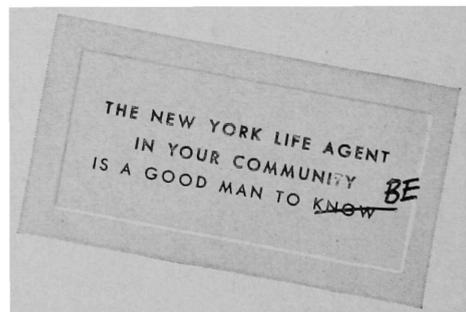 THE NEW YORK LIFE AGENT
IN YOUR COMMUNITY
IS A GOOD MAN TO KNOW BE